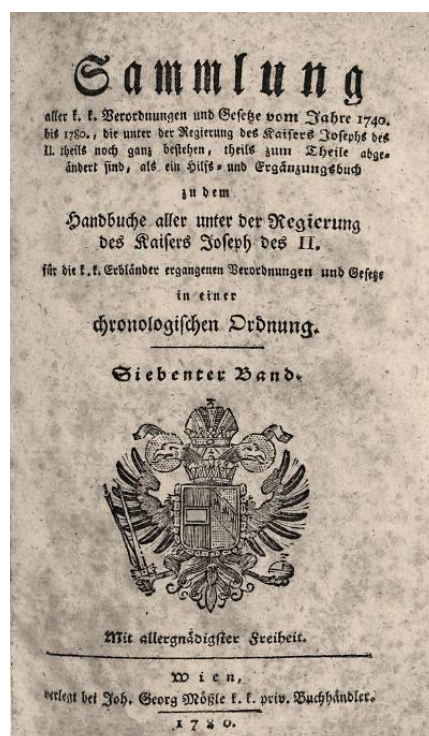 Sammlung
aller k. k. Verordnungen und Gesetze vom Jahre 1740.
bis 1780., die unter der Regierung des Kaisers Josephs des
II. theils noch ganz bestehen, theils zum Theile abge-
ändert sind, als ein Hilfs- und Ergänzungsbuch
zu dem
Handbuche aller unter der Regierung
des Kaisers Joseph des II.
für die k. k. Erbländer ergangenen Verordnungen und Gesetze
in einer
chronologischen Ordnung.
Siebenter Band.
Mit allergnädigster Freiheit.
Wien,
verlegt bei Joh. Georg Mößle k. k. priv. Buchhändler.
1780.